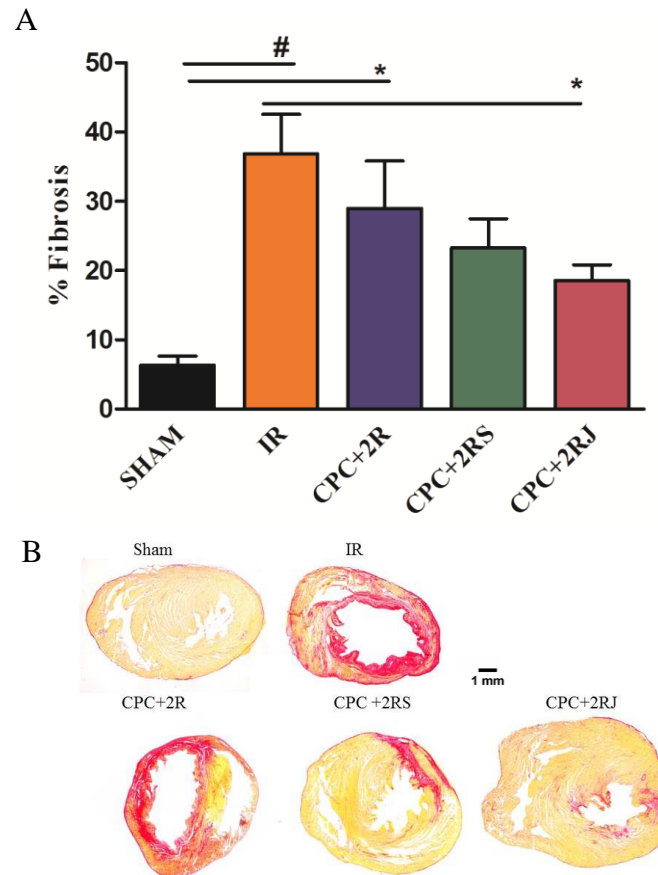 A
#
*
*
50
40
30
20
10
0
% Fibrosis
SHAM
IR
CPC+2R
CPC+2RS
CPC+2RJ
B
Sham
IR
1 mm
CPC+2R
CPC +2RS
CPC+2RJ